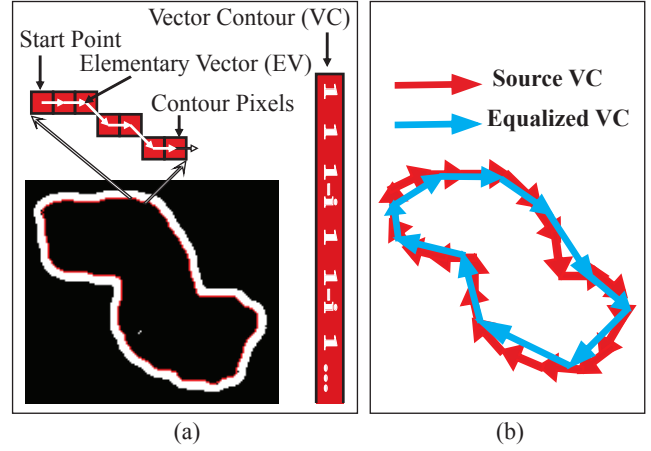 Vector Contour (VC)
Start Point
Elementary Vector (EV)
Contour Pixels
1 1 1-i 1 1-i 1 ...
(a)
Source VC
Equalized VC
(b)